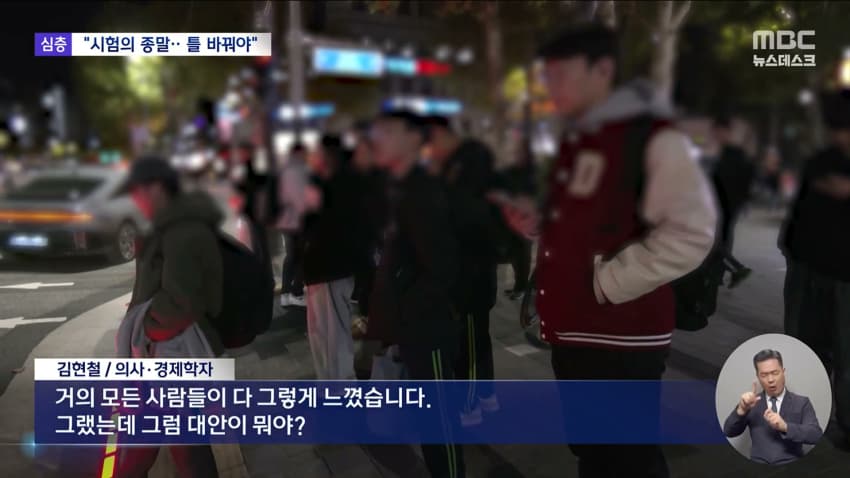 심층 "시험의 종말‥ 틀 바꿔야"
MBC
뉴스데스크
D
김현철 / 의사·경제학자
거의 모든 사람들이 다 그렇게 느꼈습니다.
그랬는데 그럼 대안이 뭐야?